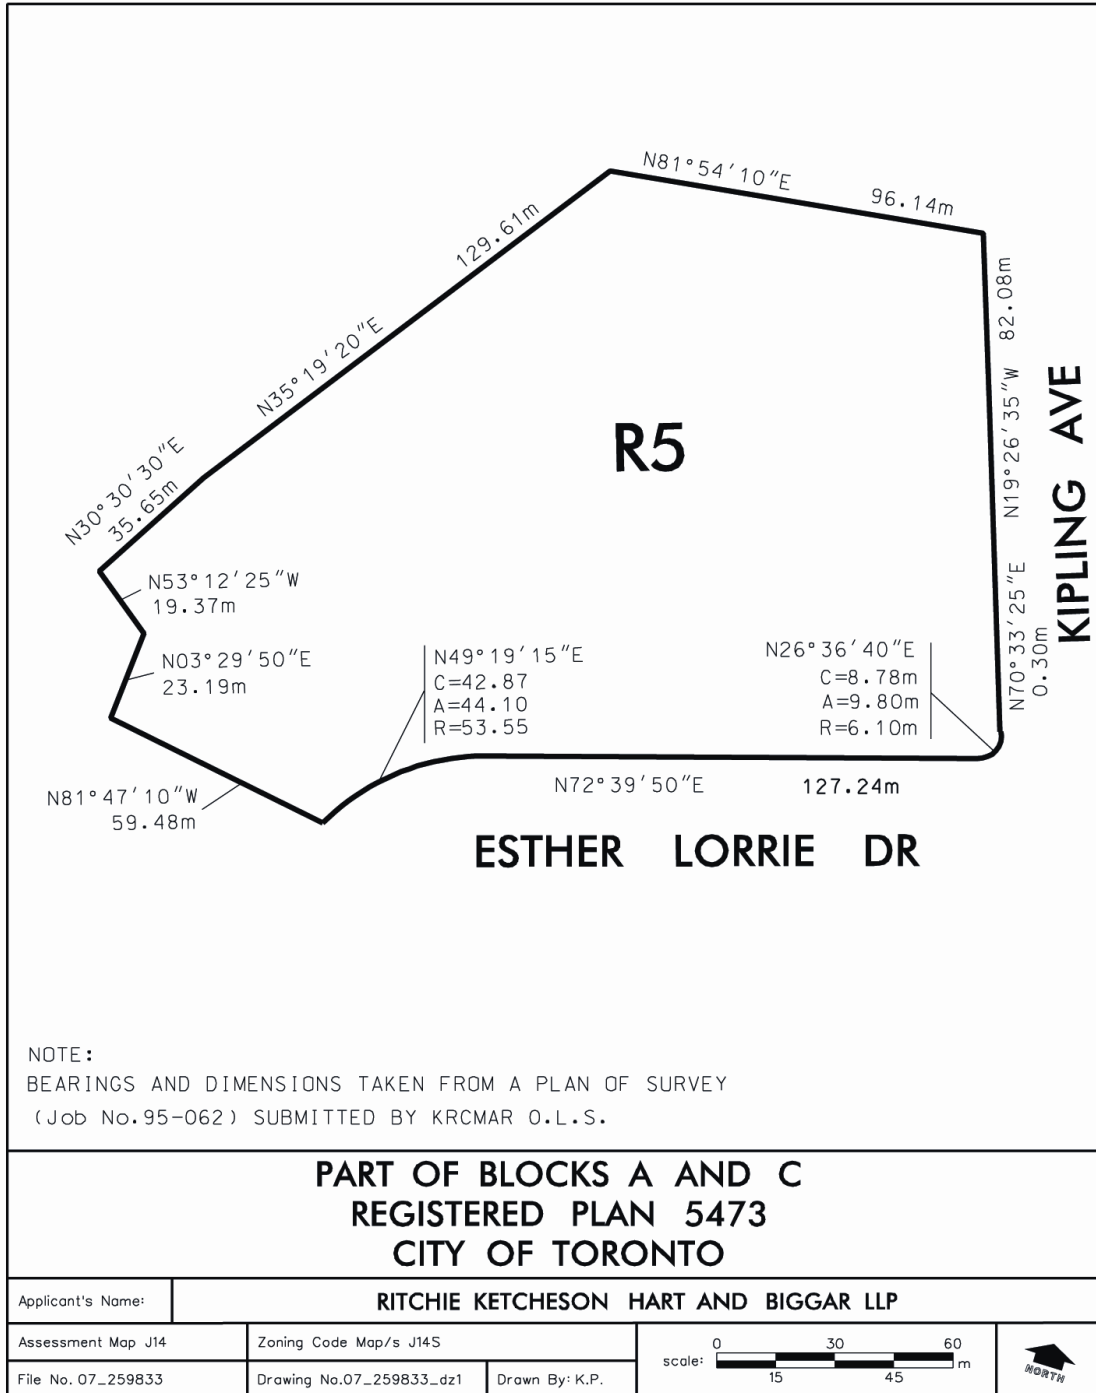 N81°54'10"E
96.14m
129.61m
N35°19'20"E
82.08m
N19°26'35"W
KIPLING AVE
R5
N30°30'30"E
35.65m
N53°12'25"W
19.37m
N03°29'50"E
23.19m
N49°19'15"E
C=42.87
A=44.10
R=53.55
N26°36'40"E
C=8.78m
A=9.80m
R=6.10m
N70°33'25"E
0.30m
N81°47'10"W
59.48m
N72°39'50"E 127.24m
ESTHER LORRIE DR
NOTE:
BEARINGS AND DIMENSIONS TAKEN FROM A PLAN OF SURVEY
(Job No.95-062) SUBMITTED BY KRCMAR O.L.S.
PART OF BLOCKS A AND C
REGISTERED PLAN 5473
CITY OF TORONTO
Applicant's Name: RITCHIE KETCHESON HART AND BIGGAR LLP
Assessment Map J14
Zoning Code Map/s J14S
File No. 07_259833
Drawing No.07_259833_dz1
Drawn By: K.P.
0 30 60
scale: m
15 45
NORTH